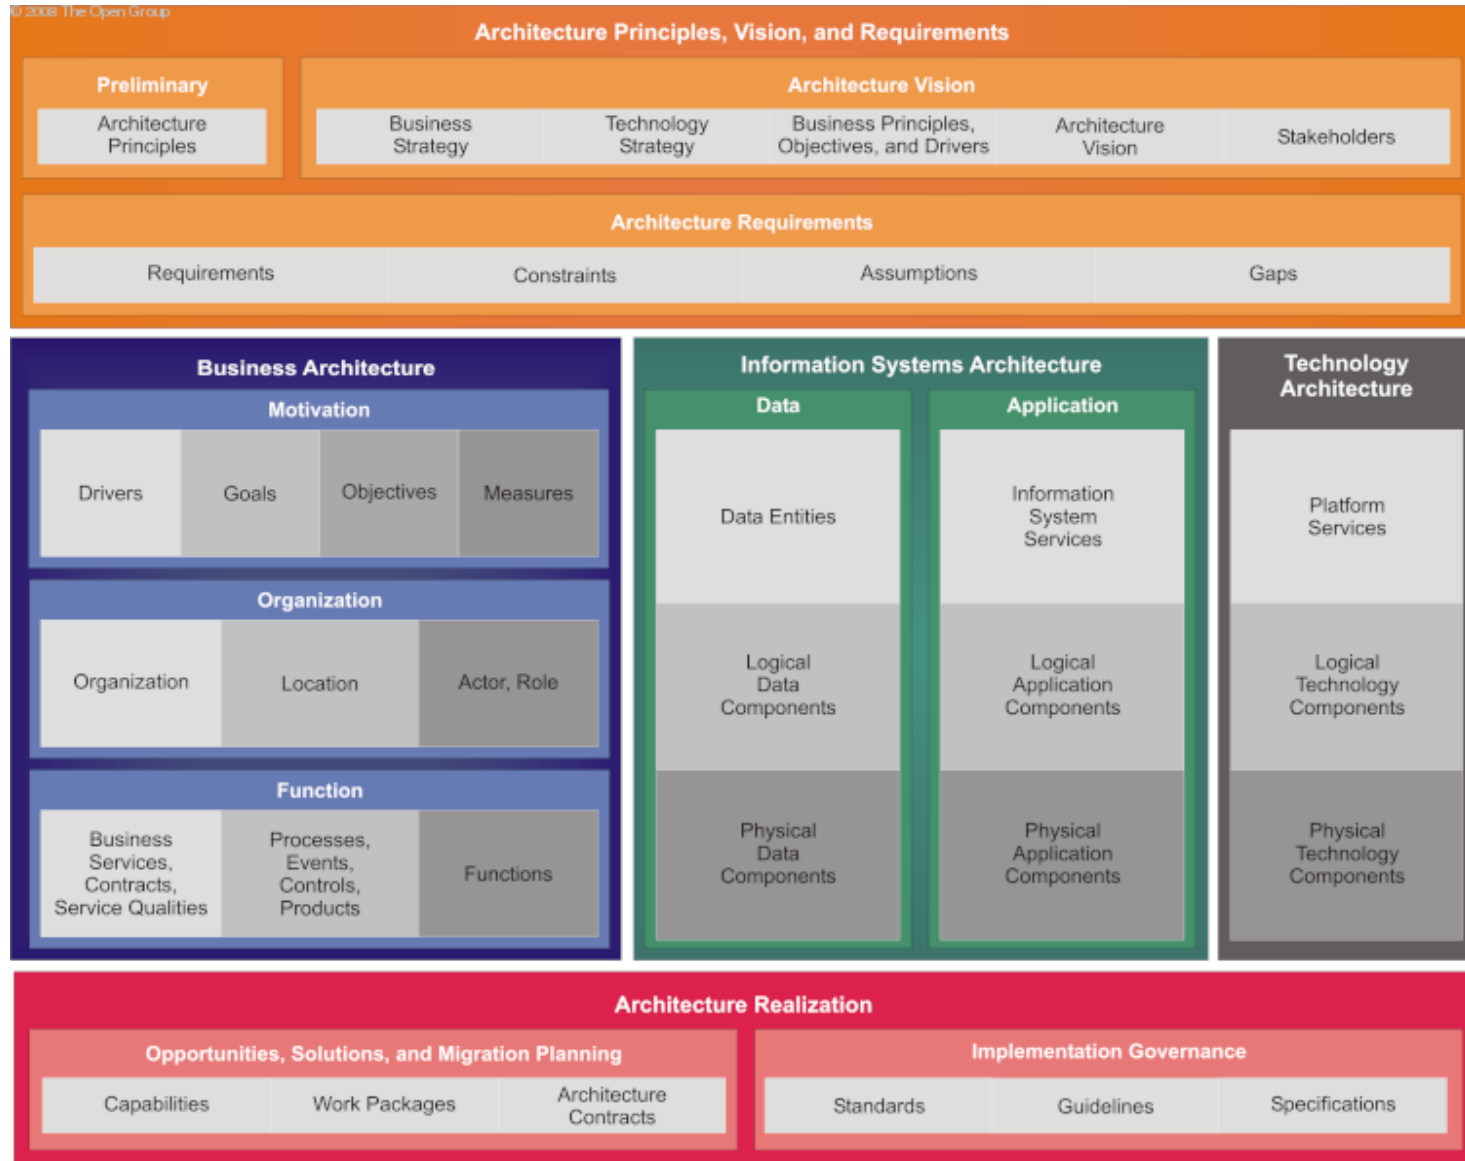 © 2008 The Open Group
Architecture Principles, Vision, and Requirements
Preliminary
Architecture
Principles
Architecture Vision
Business
Strategy
Technology
Strategy
Business Principles,
Objectives, and Drivers
Architecture
Vision
Stakeholders
Architecture Requirements
Requirements
Constraints
Assumptions
Gaps
Business Architecture
Motivation
Drivers
Goals
Objectives
Measures
Organization
Organization
Location
Actor, Role
Function
Business
Services,
Contracts,
Service Qualities
Processes,
Events,
Controls,
Products
Functions
Information Systems Architecture
Data
Data Entities
Logical
Data
Components
Physical
Data
Components
Application
Information
System
Services
Logical
Application
Components
Physical
Application
Components
Technology
Architecture
Platform
Services
Logical
Technology
Components
Physical
Technology
Components
Architecture Realization
Opportunities, Solutions, and Migration Planning
Capabilities
Work Packages
Architecture
Contracts
Implementation Governance
Standards
Guidelines
Specifications